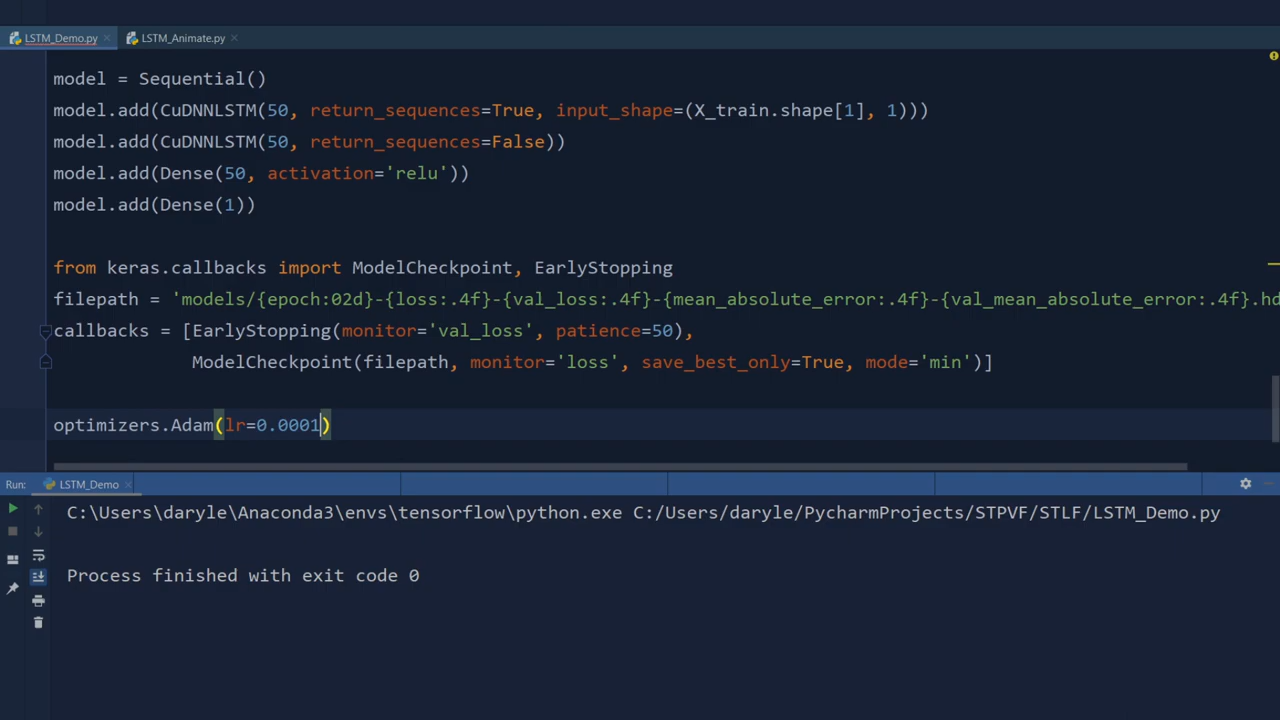 LSTM_Demo.py LSTM_Animate.py
model = Sequential()
model.add(CuDNNLSTM(50, return_sequences=True, input_shape=(X_train.shape[1], 1)))
model.add(CuDNNLSTM(50, return_sequences=False))
model.add(Dense(50, activation='relu'))
model.add(Dense(1))
from keras.callbacks import ModelCheckpoint, EarlyStopping
filepath = 'models/{epoch:02d}-{loss:.4f}-{val_loss:.4f}-{mean_absolute_error:.4f}-{val_mean_absolute_error:.4f}.hd
callbacks = [EarlyStopping(monitor='val_loss', patience=50),
ModelCheckpoint(filepath, monitor='loss', save_best_only=True, mode='min')]
optimizers.Adam(lr=0.0001)
Run: LSTM_Demo
C:\Users\daryle\Anaconda3\envs\tensorflow\python.exe C:/Users/daryle/PycharmProjects/STPVF/STLF/LSTM_Demo.py
Process finished with exit code 0